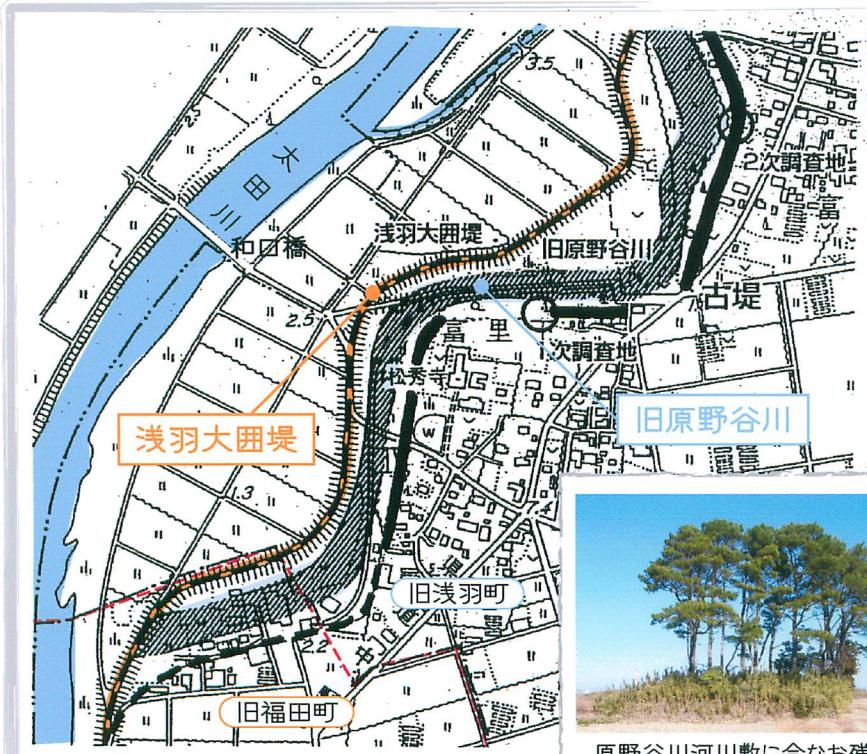 3.5
太田川
2次調査地
富
和口橋
浅羽大囲堤
旧原野谷川
古堤
2.5
富里
1次調査地
松秀寺
浅羽大囲堤
旧原野谷川
1.3
旧浅羽町
2.2
旧福田町